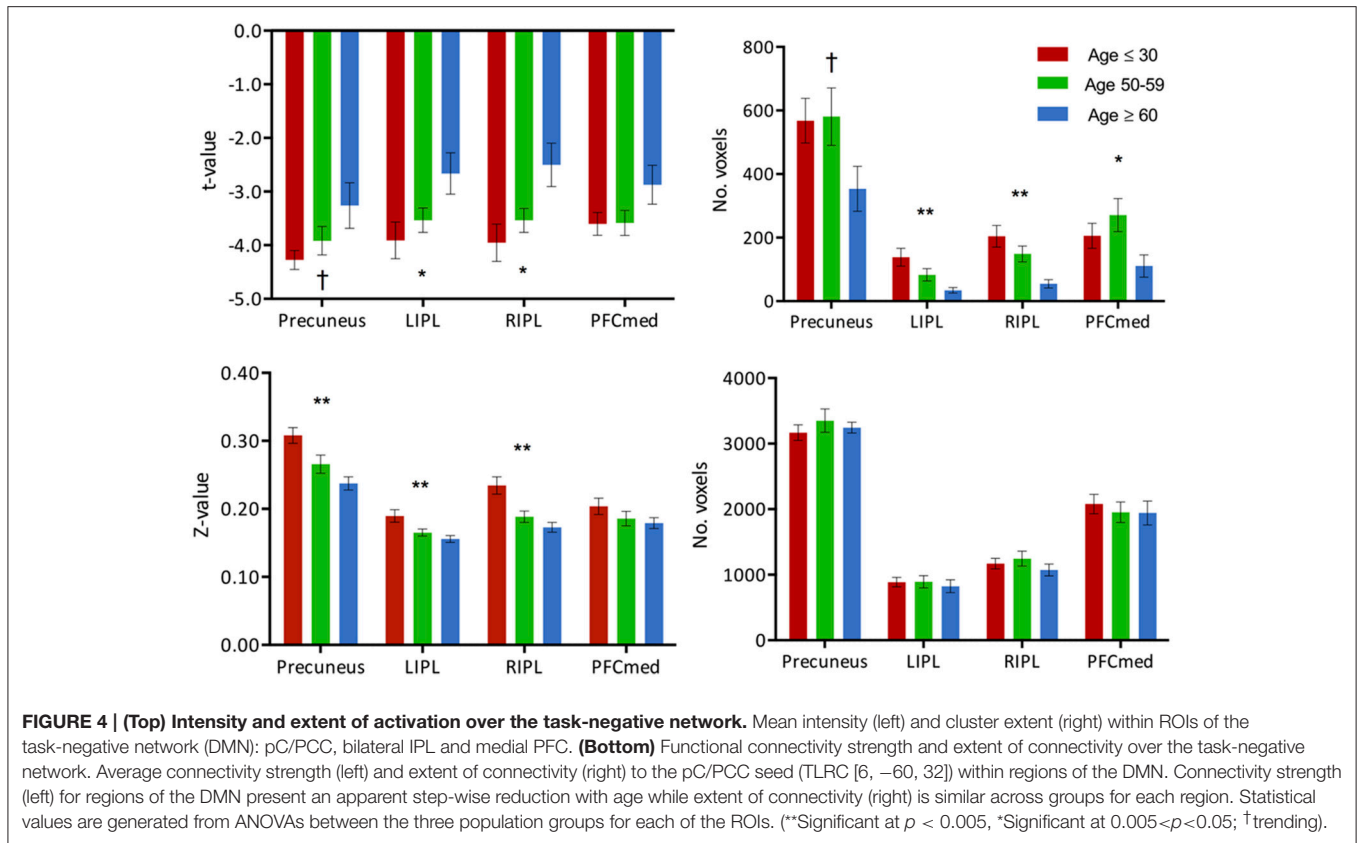 0.0
-1.0
-2.0
-3.0
-4.0
-5.0
t-value
† * *
Precuneus LIPL RIPL PFCmed
800
600
400
200
0
No. voxels
† ** ** *
Age ≤ 30
Age 50-59
Age ≥ 60
Precuneus LIPL RIPL PFCmed
0.40
0.30
0.20
0.10
0.00
Z-value
** ** **
Precuneus LIPL RIPL PFCmed
4000
3000
2000
1000
0
No. voxels
Precuneus LIPL RIPL PFCmed
FIGURE 4 | (Top) Intensity and extent of activation over the task-negative network. Mean intensity (left) and cluster extent (right) within ROIs of the
task-negative network (DMN): pC/PCC, bilateral IPL and medial PFC. (Bottom) Functional connectivity strength and extent of connectivity over the task-negative
network. Average connectivity strength (left) and extent of connectivity (right) to the pC/PCC seed (TLRC [6, −60, 32]) within regions of the DMN. Connectivity strength
(left) for regions of the DMN present an apparent step-wise reduction with age while extent of connectivity (right) is similar across groups for each region. Statistical
values are generated from ANOVAs between the three population groups for each of the ROIs. (**Significant at p < 0.005, *Significant at 0.005<p<0.05; †trending).